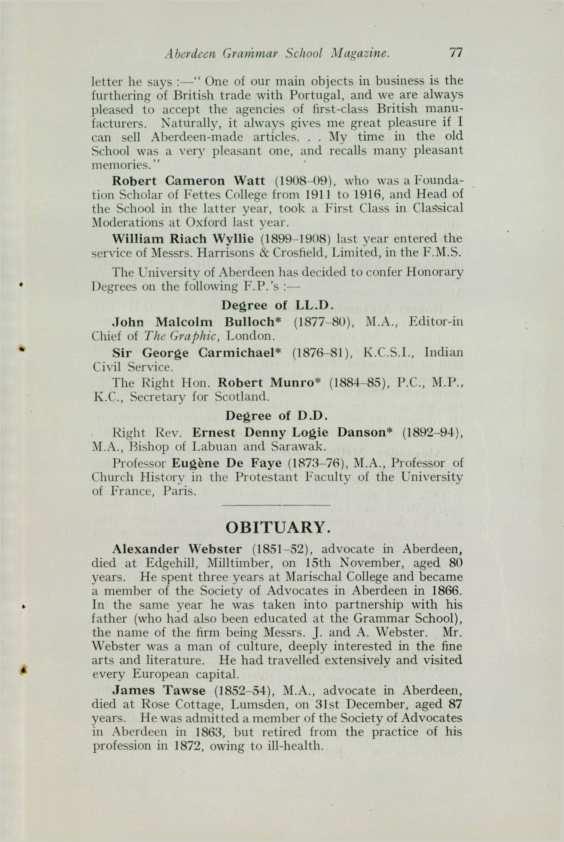 Aberdeen Grammar School Magazine. 77
letter he says :—" One of our main objects in business is the
furthering of British trade with Portugal, and we are always
pleased to accept the agencies of first-class British manu-
facturers. Naturally, it always gives me great pleasure if I
can sell Aberdeen-made articles. . . My time in the old
School was a very pleasant one, and recalls many pleasant
memories."
Robert Cameron Watt (1908-09), who was a Founda-
tion Scholar of Fettes College from 1911 to 1916, and Head of
the School in the latter year, took a First Class in Classical
Moderations at Oxford last year.
William Riach Wyllie (1899-1908) last year entered the
service of Messrs. Harrisons & Crosfield, Limited, in the F.M.S.
The University of Aberdeen has decided to confer Honorary
Degrees on the following F.P.'s :—
Degree of LL.D.
John Malcolm Bulloch* (1877-80), M.A., Editor-in
Chief of The Graphic, London.
Sir George Carmichael* (1876-81), K.C.S.I., Indian
Civil Service.
The Right Hon. Robert Munro* (1884-85), P.C., M.P.,
K.C., Secretary for Scotland.
Degree of D.D.
Right Rev. Ernest Denny Logie Danson* (1892-94),
M.A., Bishop of Labuan and Sarawak.
Professor Eugène De Faye (1873-76), M.A., Professor of
Church History in the Protestant Faculty of the University
of France, Paris.
OBITUARY.
Alexander Webster (1851-52), advocate in Aberdeen,
died at Edgehill, Milltimber, on 15th November, aged 80
years. He spent three years at Marischal College and became
a member of the Society of Advocates in Aberdeen in 1866.
In the same year he was taken into partnership with his
father (who had also been educated at the Grammar School),
the name of the firm being Messrs. J. and A. Webster. Mr.
Webster was a man of culture, deeply interested in the fine
arts and literature. He had travelled extensively and visited
every European capital.
James Tawse (1852-54), M.A., advocate in Aberdeen,
died at Rose Cottage, Lumsden, on 31st December, aged 87
years. He was admitted a member of the Society of Advocates
in Aberdeen in 1863, but retired from the practice of his
profession in 1872, owing to ill-health.